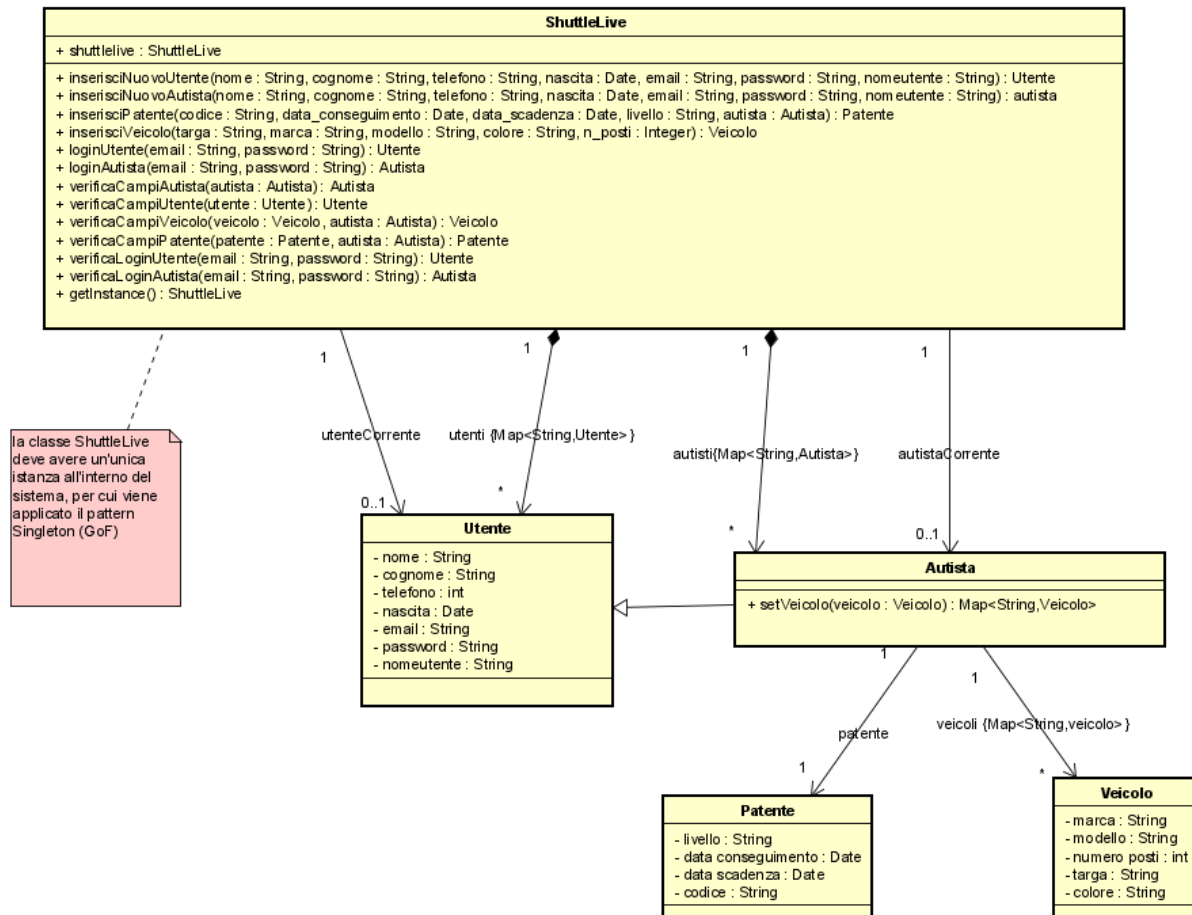 ShuttleLive
+ shuttlelive : ShuttleLive
+ inserisciNuovoUtente(nome : String, cognome : String, telefono : String, nascita : Date, email : String, password : String, nomeutente : String) : Utente
+ inserisciNuovoAutista(nome : String, cognome : String, telefono : String, nascita : Date, email : String, password : String, nomeutente : String) : autista
+ inserisciPatente(codice : String, data_conseguimento : Date, data_scadenza : Date, livello : String, autista : Autista) : Patente
+ inserisciVeicolo(targa : String, marca : String, modello : String, colore : String, n_posti : Integer) : Veicolo
+ loginUtente(email : String, password : String) : Utente
+ loginAutista(email : String, password : String) : Autista
+ verificaCampiAutista(autista : Autista) : Autista
+ verificaCampiUtente(utente : Utente) : Utente
+ verificaCampiVeicolo(veicolo : Veicolo, autista : Autista) : Veicolo
+ verificaCampiPatente(patente : Patente, autista : Autista) : Patente
+ verificaLoginUtente(email : String, password : String) : Utente
+ verificaLoginAutista(email : String, password : String) : Autista
+ getInstance() : ShuttleLive
1
1
1
1
la classe ShuttleLive
deve avere un'unica
istanza all'interno del
sistema, per cui viene
applicato il pattern
Singleton (GoF)
utenteCorrente
utenti {Map<String,Utente>}
autisti{Map<String,Autista>}
autistaCorrente
0..1
*
*
0..1
Utente
- nome : String
- cognome : String
- telefono : int
- nascita : Date
- email : String
- password : String
- nomeutente : String
Autista
+ setVeicolo(veicolo : Veicolo) : Map<String,Veicolo>
1
1
patente
veicoli {Map<String,veicolo>}
1
*
Patente
- livello : String
- data conseguimento : Date
- data scadenza : Date
- codice : String
Veicolo
- marca : String
- modello : String
- numero posti : int
- targa : String
- colore : String